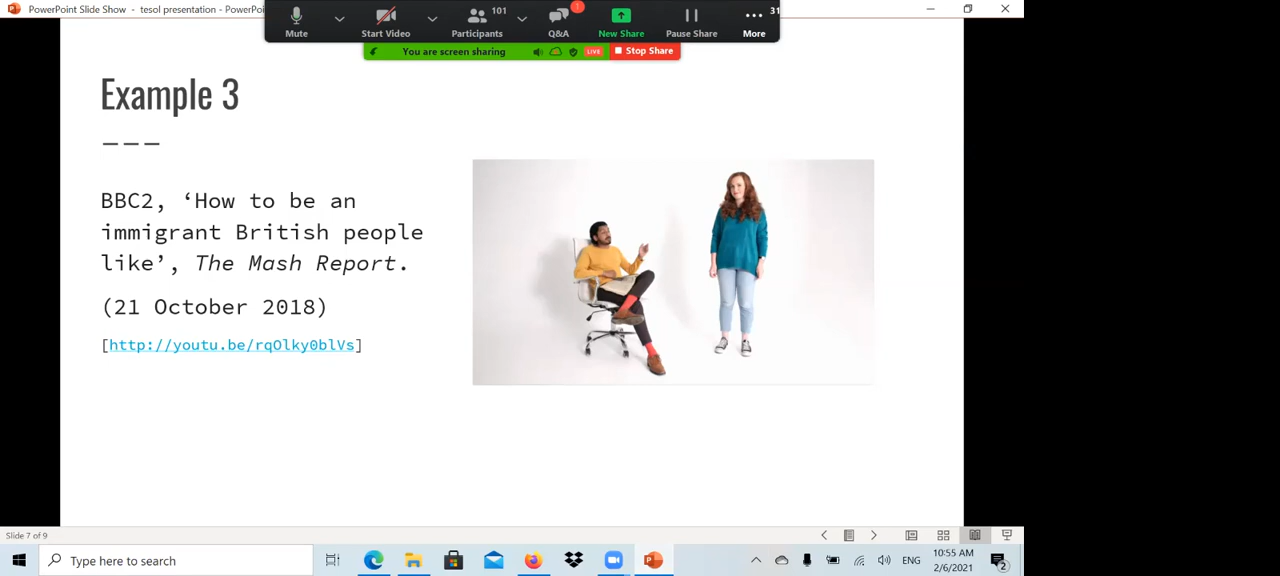 PowerPoint Slide Show - tesol presentation - PowerPoi
101
1
31
Mute
Start Video
Participants
Q&A
New Share
Pause Share
More
You are screen sharing
LIVE
Stop Share
Example 3
BBC2, ‘How to be an
immigrant British people
like’, The Mash Report.
(21 October 2018)
[http://youtu.be/rqOlky0blVs]
Slide 7 of 9
Type here to search
ENG
10:55 AM
2/6/2021
2